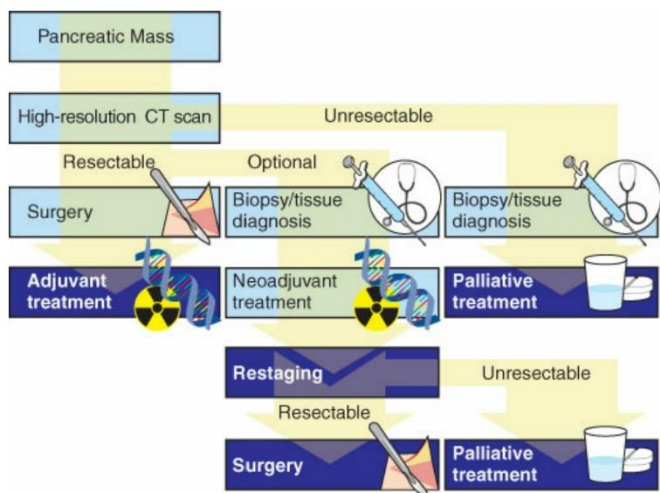 Pancreatic Mass
High-resolution CT scan
Unresectable
Resectable
Optional
Surgery
Biopsy/tissue
diagnosis
Biopsy/tissue
diagnosis
Adjuvant
treatment
Neoadjuvant
treatment
Palliative
treatment
Restaging
Unresectable
Resectable
Surgery
Palliative
treatment